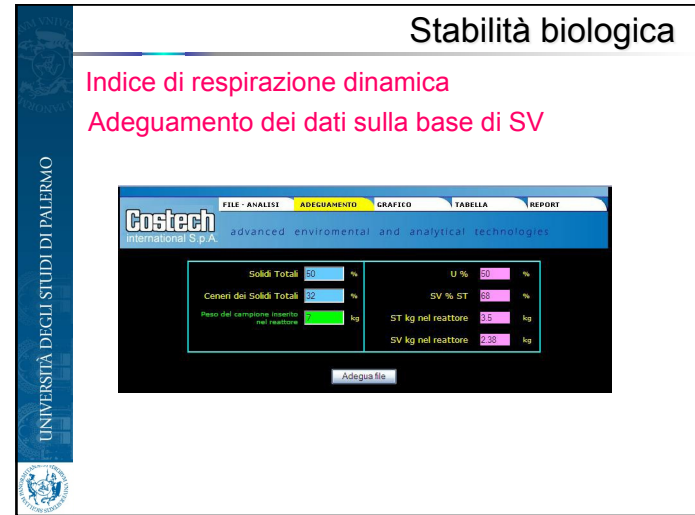 Stabilità biologica
Indice di respirazione dinamica
Adeguamento dei dati sulla base di SV
UNIVERSITÀ DEGLI STUDI DI PALERMO
FILE - ANALISI ADEGUAMENTO GRAFICO TABELLA REPORT
Costech
International S.p.A.
advanced enviromental and analytical technologies
Solidi Totali 50 %
Ceneri dei Solidi Totali 32 %
Peso del campione inserito
nel reattore 7 kg
U % 50 %
SV % ST 68 %
ST kg nel reattore 3.5 kg
SV kg nel reattore 2.38 kg
Adegua file